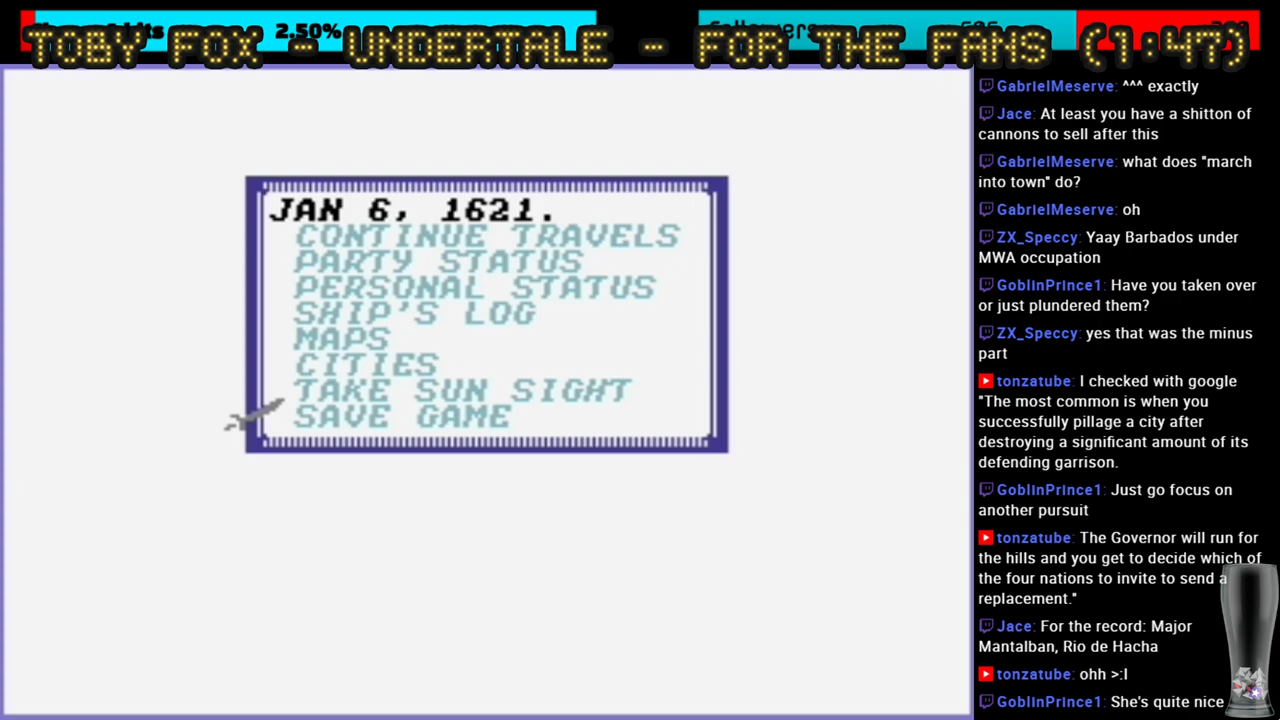 2.50%
TOBY FOX - UNDERTALE - FOR THE FANS (1:47)
JAN 6, 1621.
CONTINUE TRAVELS
PARTY STATUS
PERSONAL STATUS
SHIP'S LOG
MAPS
CITIES
TAKE SUN SIGHT
SAVE GAME
GabrielMeserve: ^^^ exactly
Jace: At least you have a shitton of
cannons to sell after this
GabrielMeserve: what does "march
into town" do?
GabrielMeserve: oh
ZX_Speccy: Yaay Barbados under
MWA occupation
GoblinPrince1: Have you taken over
or just plundered them?
ZX_Speccy: yes that was the minus
part
tonzatube: I checked with google
"The most common is when you
successfully pillage a city after
destroying a significant amount of its
defending garrison.
GoblinPrince1: Just go focus on
another pursuit
tonzatube: The Governor will run for
the hills and you get to decide which of
the four nations to invite to send a
replacement."
Jace: For the record: Major
Mantalban, Rio de Hacha
tonzatube: ohh >:I
GoblinPrince1: She's quite nice